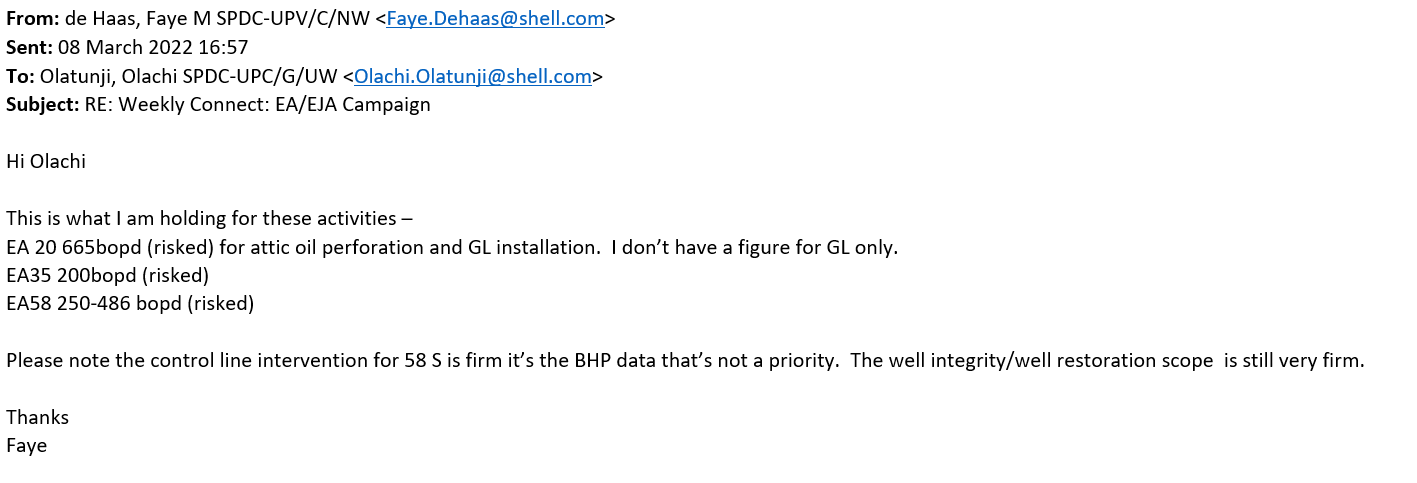 From: de Haas, Faye M SPDC-UPV/C/NW <Faye.Dehaas@shell.com>
Sent: 08 March 2022 16:57
To: Olatunji, Olachi SPDC-UPC/G/UW <Olachi.Olatunji@shell.com>
Subject: RE: Weekly Connect: EA/EJA Campaign
Hi Olachi
This is what I am holding for these activities –
EA 20 665bopd (risked) for attic oil perforation and GL installation.  I don’t have a figure for GL only.
EA35 200bopd (risked)
EA58 250-486 bopd (risked)
Please note the control line intervention for 58 S is firm it’s the BHP data that’s not a priority.  The well integrity/well restoration scope  is still very firm.
Thanks
Faye